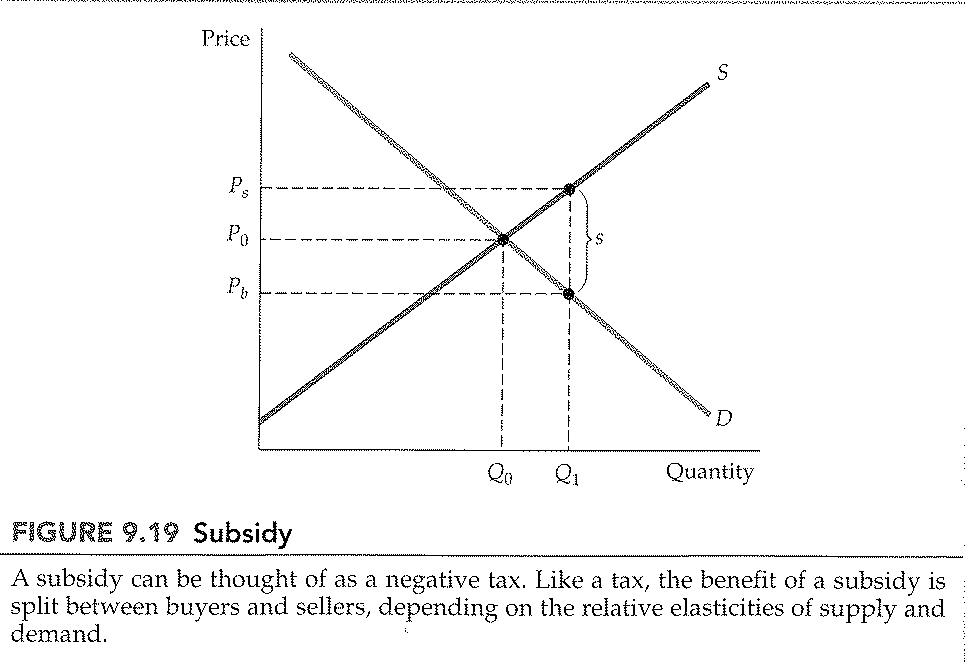 Price
S
Ps
P0
s
Pb
D
Q0 Q1 Quantity
FIGURE 9.19 Subsidy
A subsidy can be thought of as a negative tax. Like a tax, the benefit of a subsidy is
split between buyers and sellers, depending on the relative elasticities of supply and
demand.